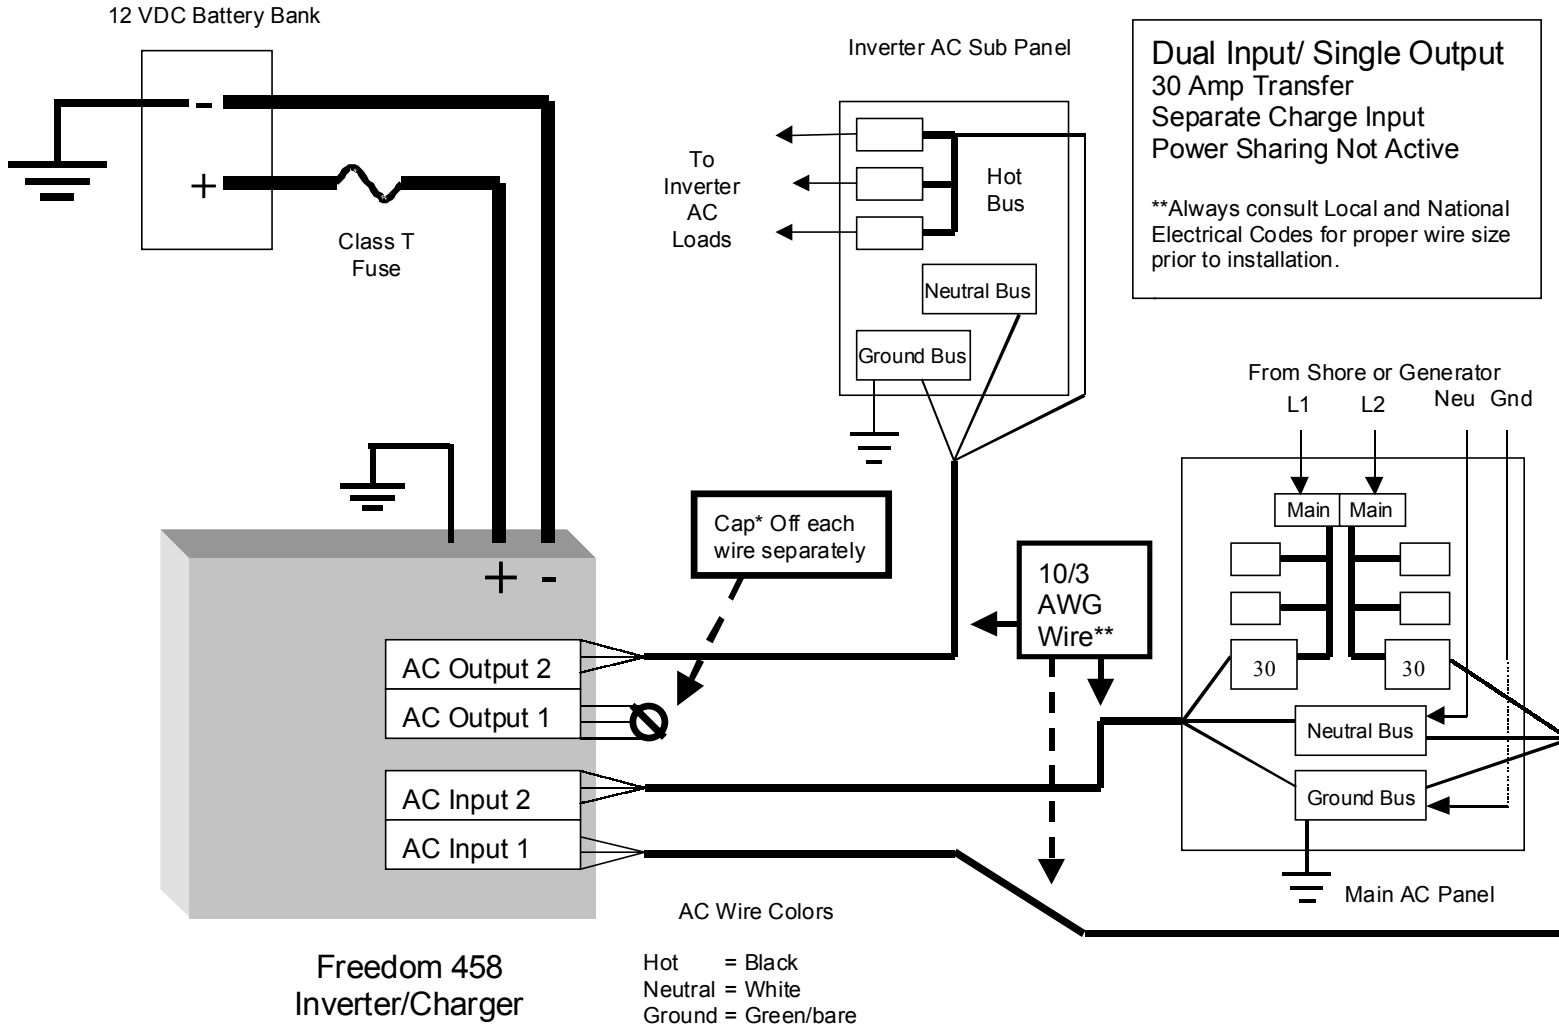 12 VDC Battery Bank
-
+
Class T
Fuse
Inverter AC Sub Panel
To
Inverter
AC
Loads
Hot
Bus
Neutral Bus
Ground Bus
Dual Input/ Single Output
30 Amp Transfer
Separate Charge Input
Power Sharing Not Active
**Always consult Local and National
Electrical Codes for proper wire size
prior to installation.
From Shore or Generator
L1 L2 Neu Gnd
Main Main
30 30
Neutral Bus
Ground Bus
Main AC Panel
Cap* Off each
wire separately
10/3
AWG
Wire**
+ -
AC Output 2
AC Output 1
AC Input 2
AC Input 1
Freedom 458
Inverter/Charger
AC Wire Colors
Hot = Black
Neutral = White
Ground = Green/bare